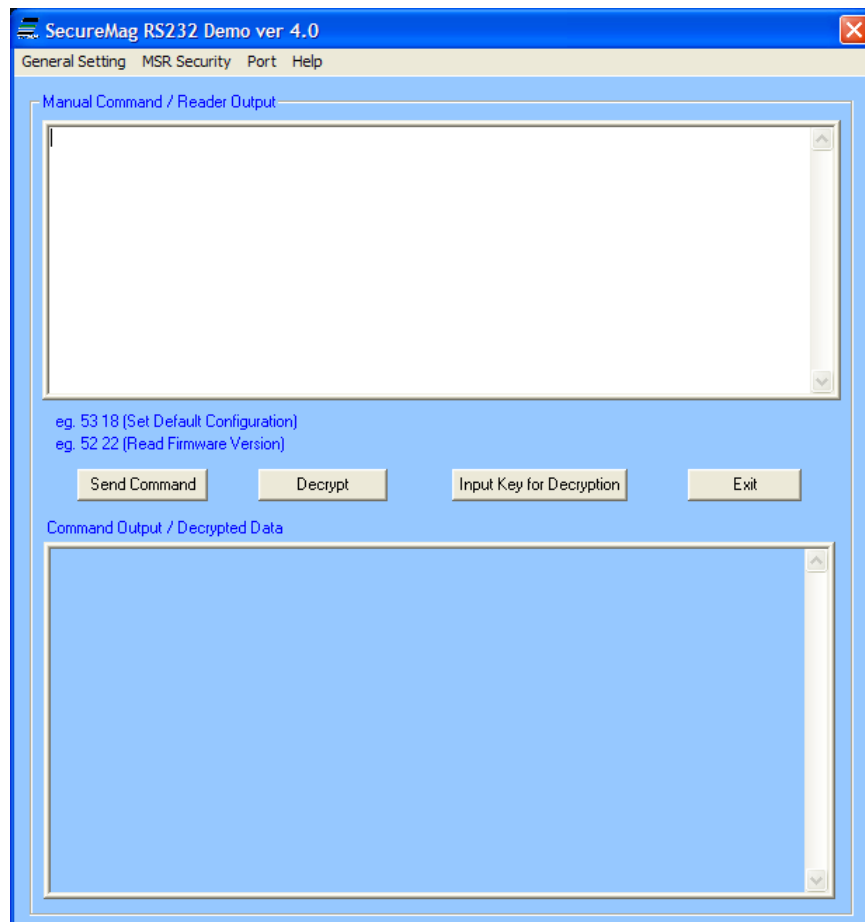 SecureMag RS232 Demo ver 4.0
General Setting MSR Security Port Help
Manual Command / Reader Output
eg. 53 18 (Set Default Configuration)
eg. 52 22 (Read Firmware Version)
Send Command Decrypt Input Key for Decryption Exit
Command Output / Decrypted Data